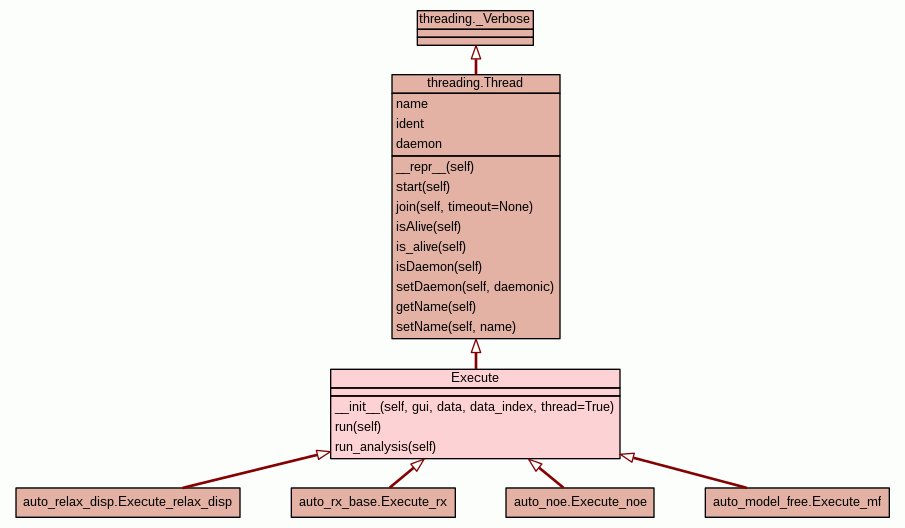 threading._Verbose
threading.Thread
name
ident
daemon
__repr__(self)
start(self)
join(self, timeout=None)
isAlive(self)
is_alive(self)
isDaemon(self)
setDaemon(self, daemonic)
getName(self)
setName(self, name)
Execute
__init__(self, gui, data, data_index, thread=True)
run(self)
run_analysis(self)
auto_relax_disp.Execute_relax_disp
auto_rx_base.Execute_rx
auto_noe.Execute_noe
auto_model_free.Execute_mf